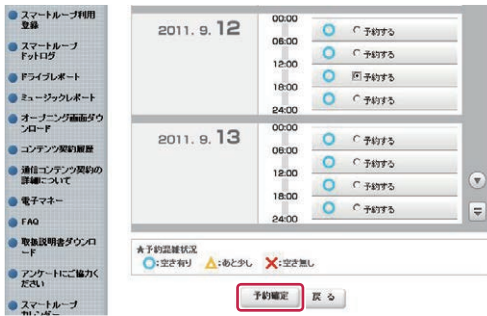 スマートループ利用
登録
スマートループ
ドットログ
ドライブレポート
ミュージックレポート
オープニング画面ダウ
ンロード
コンテンツ契約履歴
通信コンテンツ契約の
詳細について
電子マネー
FAQ
取扱説明書ダウンロ
ード
アンケートにご協力く
ださい
スマートループ
カレンダー
2011. 9. 12
00:00
06:00
12:00
18:00
24:00
予約する
予約する
予約する
予約する
2011. 9. 13
00:00
06:00
12:00
18:00
24:00
予約する
予約する
予約する
予約する
★予約混雑状況
:空き有り :あと少し :空き無し
予約確定 戻る